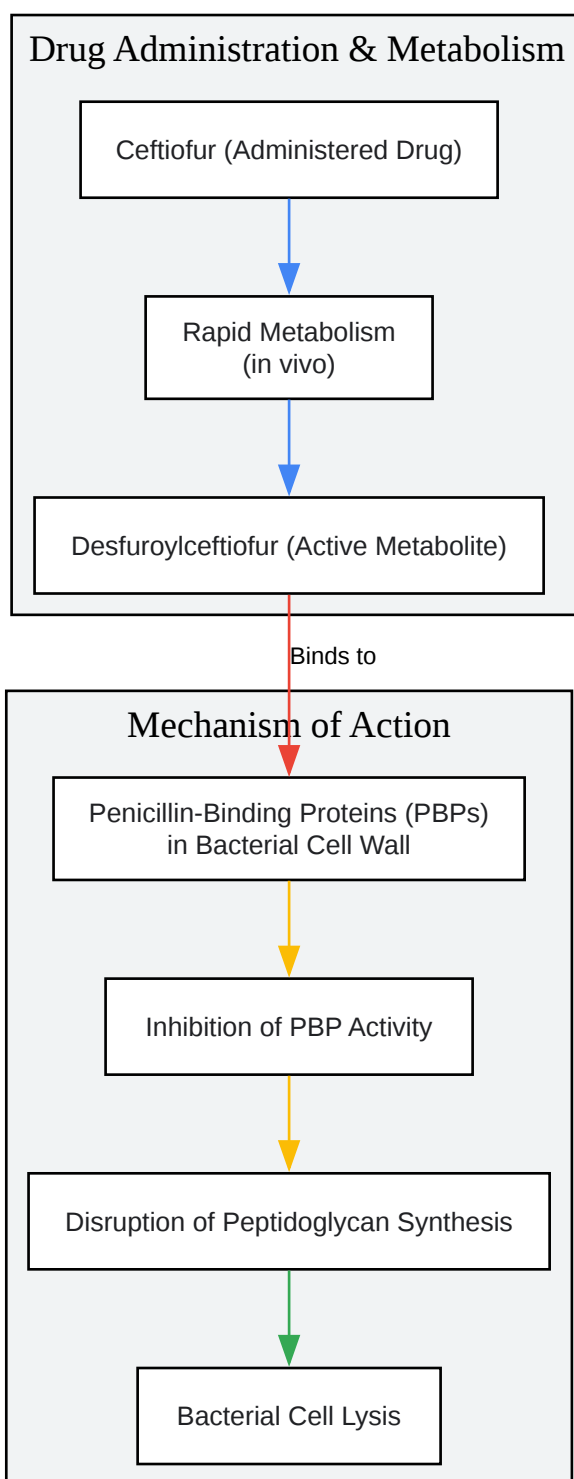 Drug Administration & Metabolism
Ceftiofur (Administered Drug)
Rapid Metabolism
(in vivo)
Desfuroylceftiofur (Active Metabolite)
Binds to
Mechanism of Action
Penicillin-Binding Proteins (PBPs)
in Bacterial Cell Wall
Inhibition of PBP Activity
Disruption of Peptidoglycan Synthesis
Bacterial Cell Lysis